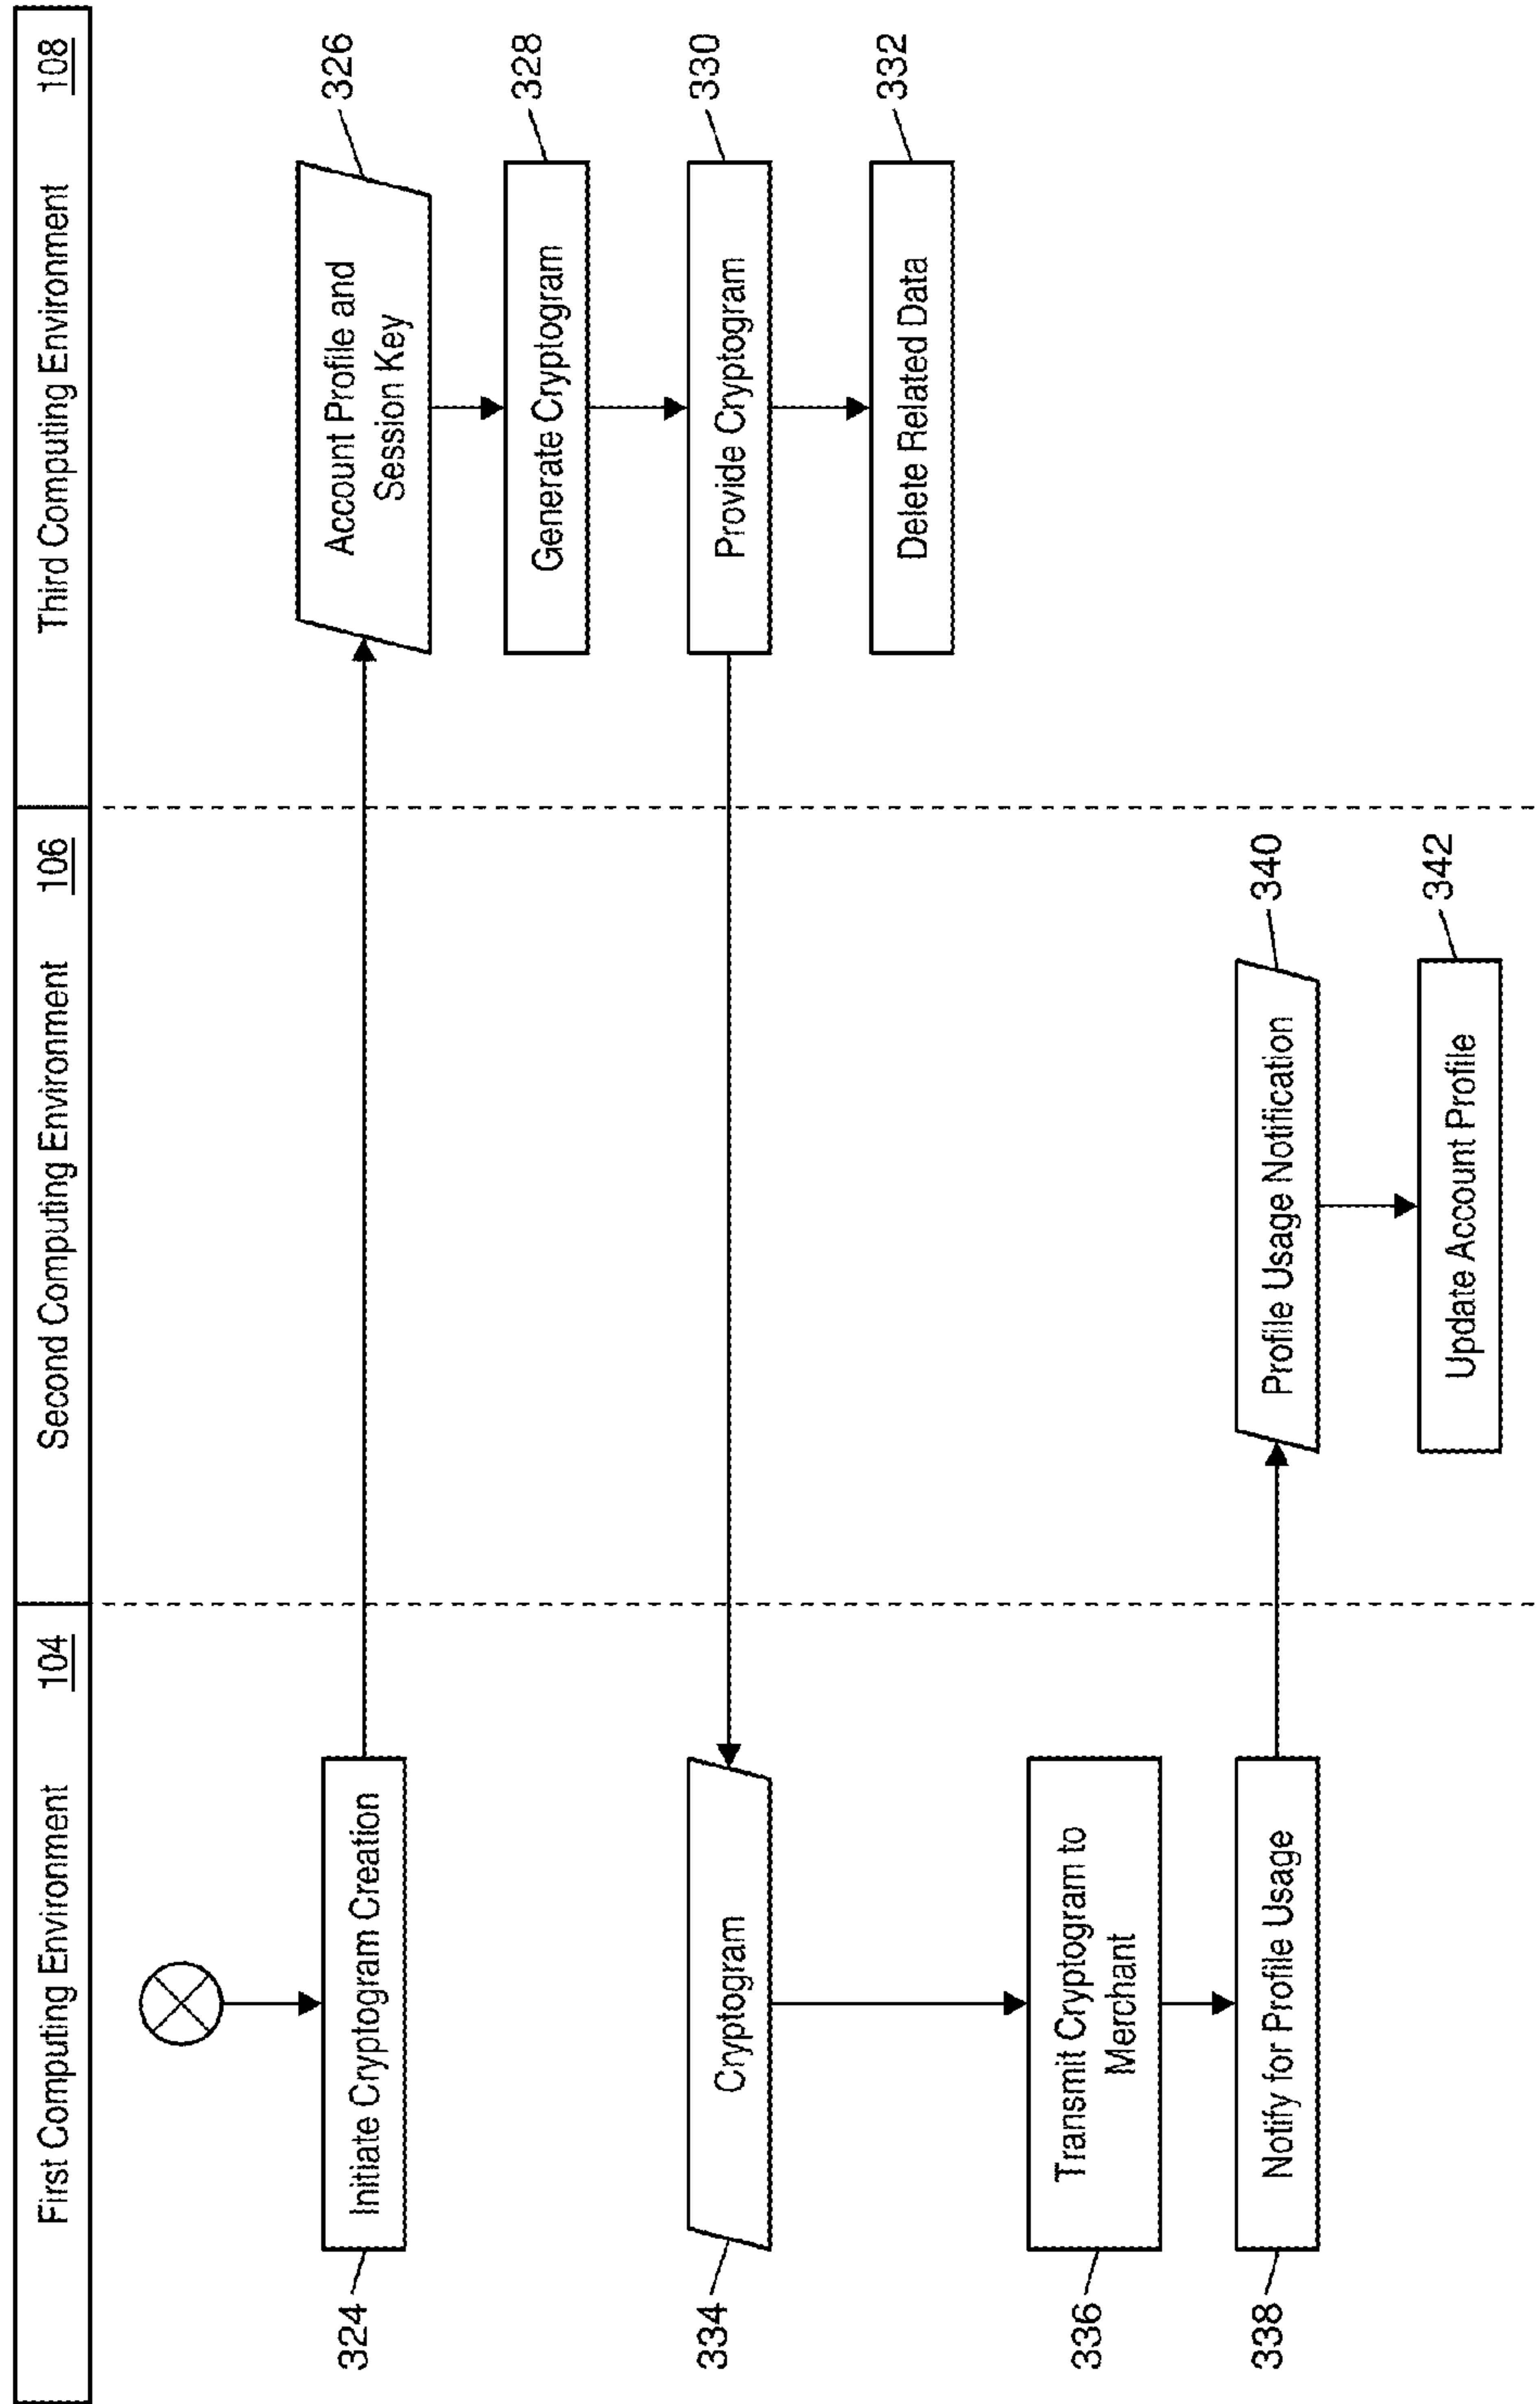 First Computing Environment 104
Second Computing Environment 106
Third Computing Environment 108
324
Initiate Cryptogram Creation
Account Profile and
Session Key
326
Generate Cryptogram
328
334
Cryptogram
Provide Cryptogram
330
Delete Related Data
332
336
Transmit Cryptogram to
Merchant
338
Notify for Profile Usage
Profile Usage Notification
340
Update Account Profile
342